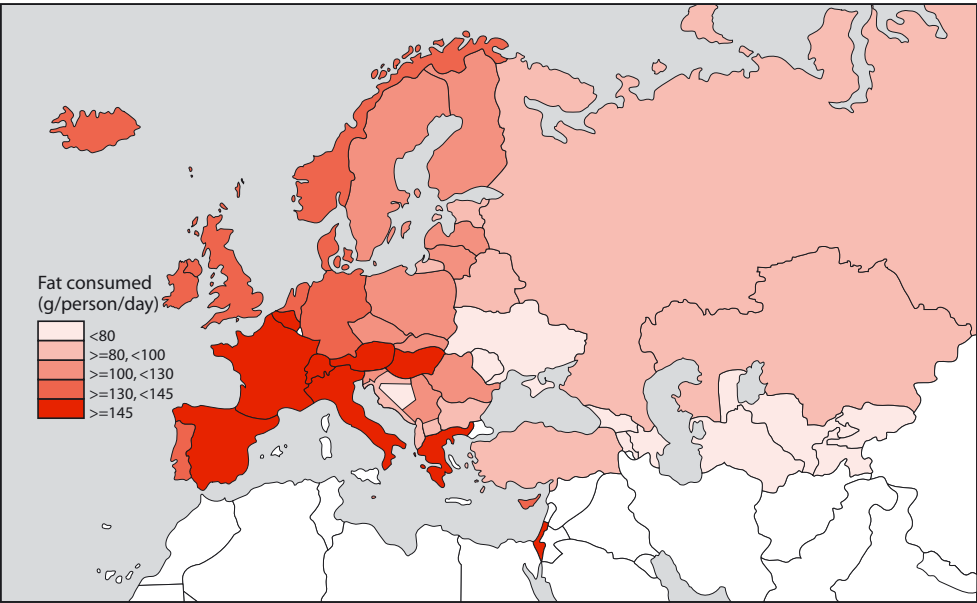 Fat consumed
(g/person/day)
<80
>=80, <100
>=100, <130
>=130, <145
>=145